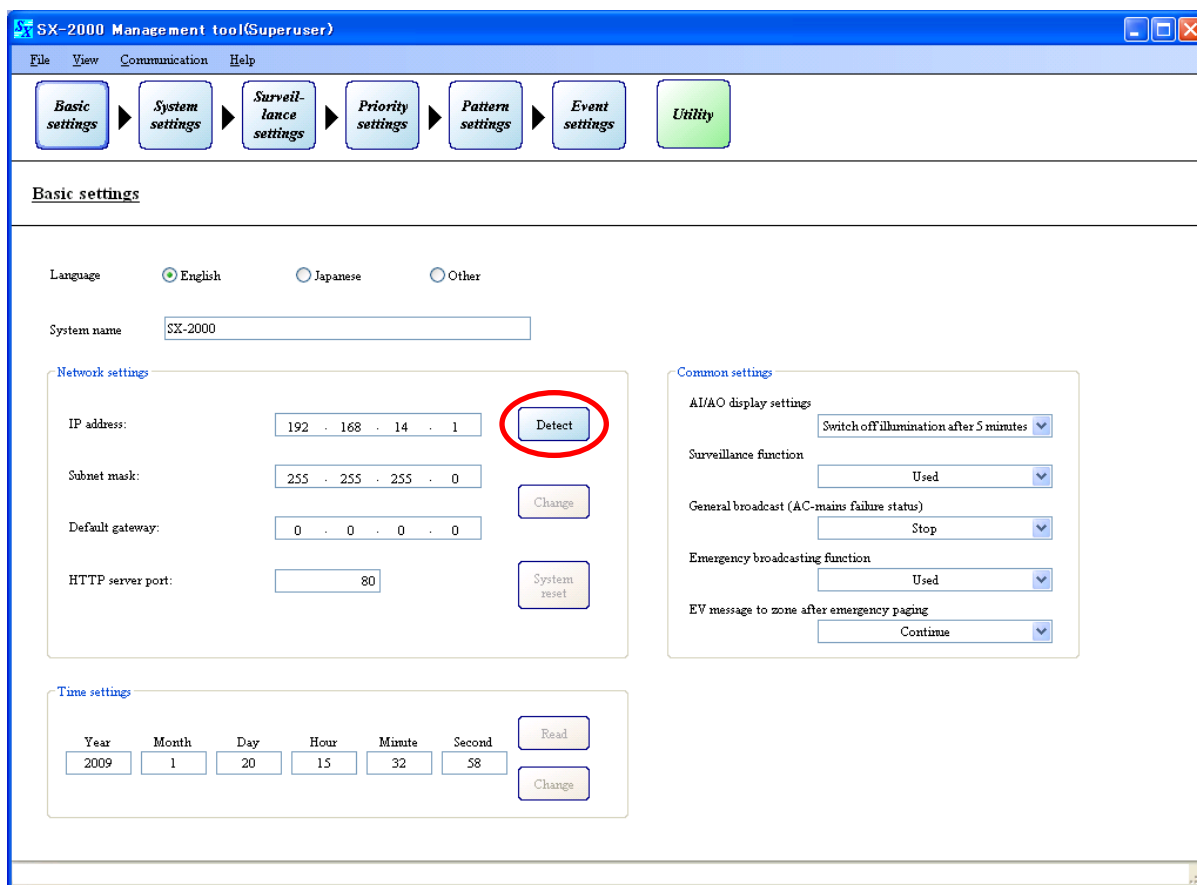 SX SX-2000 Management tool(Superuser)
File View Communication Help
Basic settings
System settings
Surveil-
lance
settings
Priority settings
Pattern settings
Event settings
Utility
Basic settings
Language English Japanese Other
System name SX-2000
Network settings
IP address: 192 . 168 . 14 . 1 Detect
Subnet mask: 255 . 255 . 255 . 0
Change
Default gateway: 0 . 0 . 0 . 0
HTTP server port: 80 System reset
Common settings
AI/AO display settings
Switch off illumination after 5 minutes
Surveillance function
Used
General broadcast (AC-mains failure status)
Stop
Emergency broadcasting function
Used
EV message to zone after emergency paging
Continue
Time settings
Year Month Day Hour Minute Second
2009 1 20 15 32 58
Read
Change